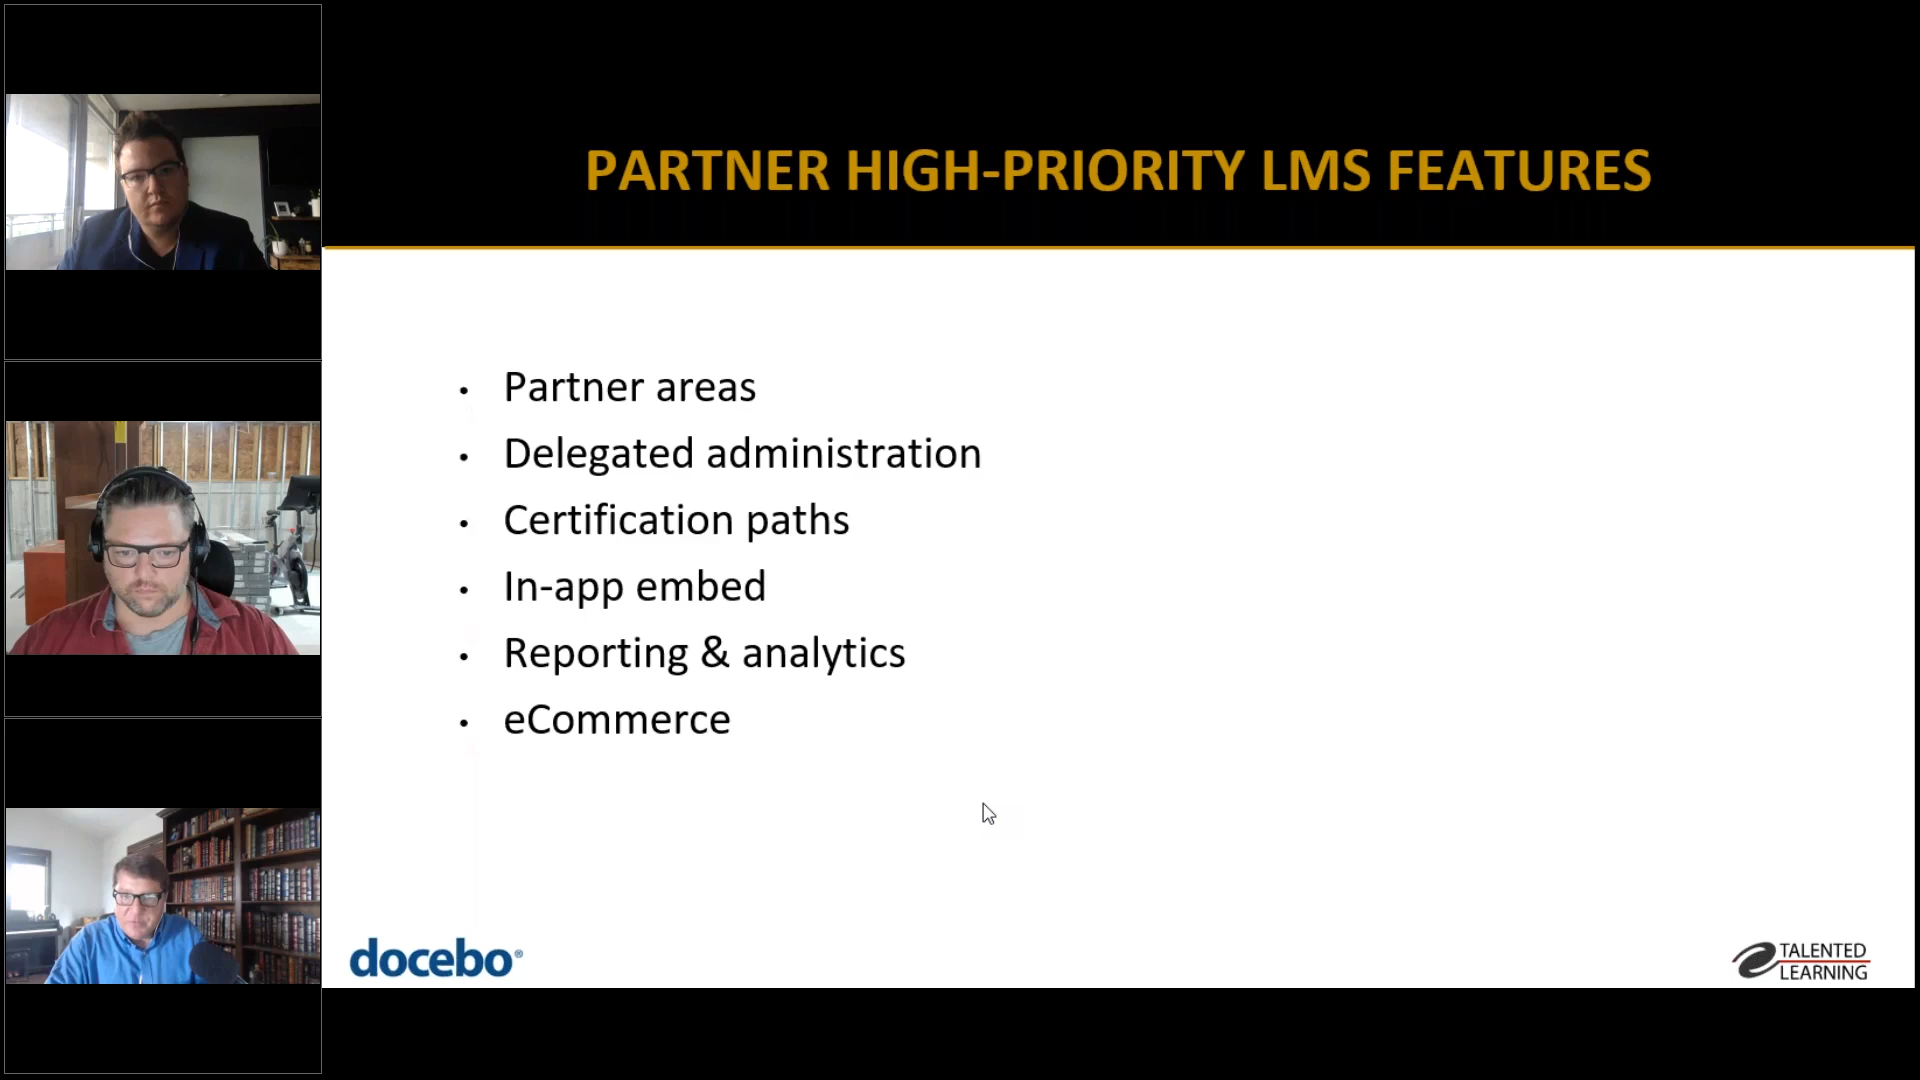 PARTNER HIGH-PRIORITY LMS FEATURES
• Partner areas
• Delegated administration
• Certification paths
• In-app embed
• Reporting & analytics
• eCommerce
docebo®
TALENTED
LEARNING